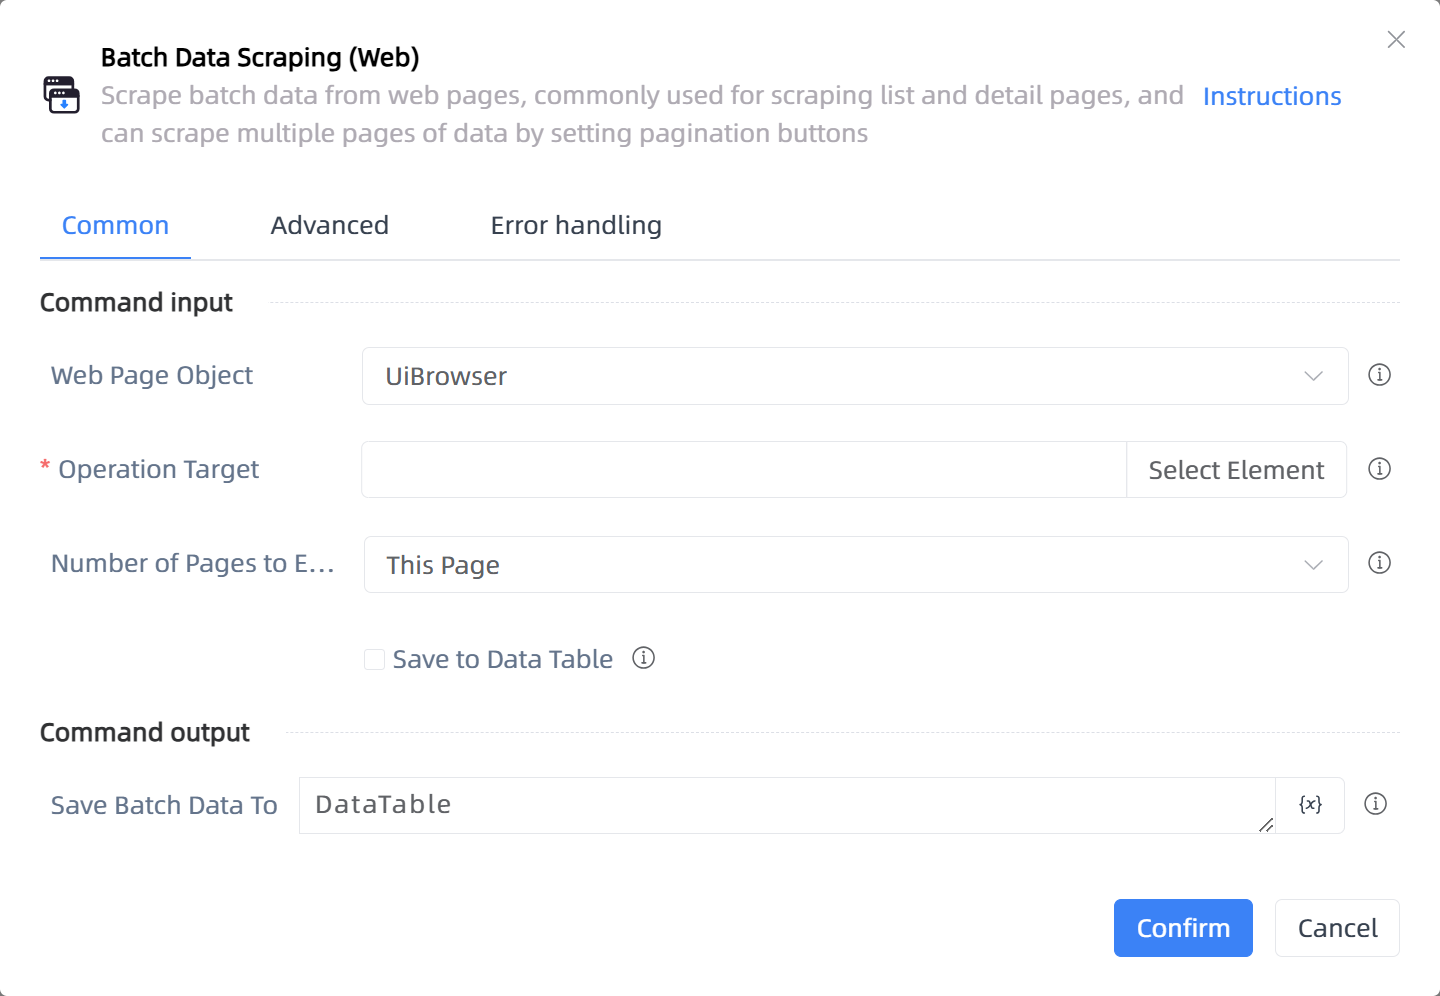 Batch Data Scraping (Web)
Scrape batch data from web pages, commonly used for scraping list and detail pages, and
can scrape multiple pages of data by setting pagination buttons
Instructions
Common Advanced Error handling
Command input
Web Page Object UiBrowser
* Operation Target Select Element
Number of Pages to E... This Page
Save to Data Table
Command output
Save Batch Data To DataTable {x}
Confirm Cancel